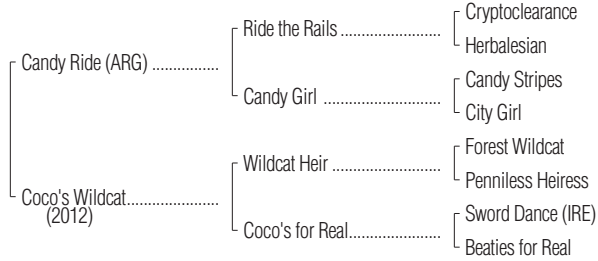 Cryptoclearance
Ride the Rails
Herbalesian
Candy Ride (ARG)
Candy Stripes
Candy Girl
City Girl
Forest Wildcat
Wildcat Heir
Penniless Heiress
Coco's Wildcat
(2012)
Sword Dance (IRE)
Coco's for Real
Beaties for Real